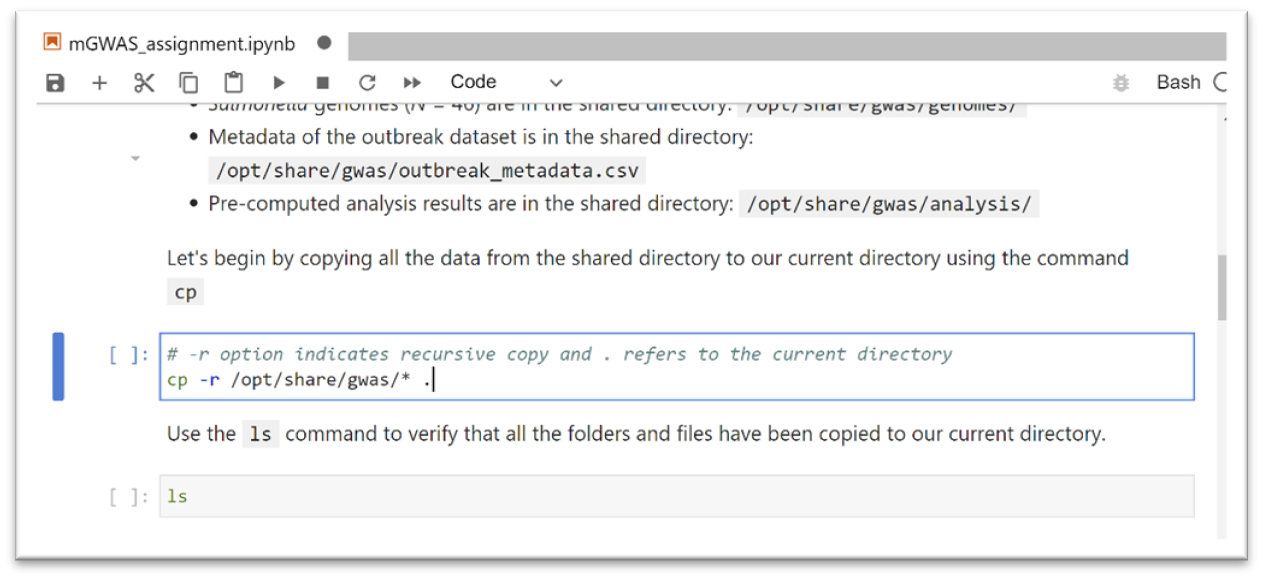 mGWAS_assignment.ipynb
Code
Bash
Salmonella genomes (N = 40) are in the shared directory: /opt/share/gwas/genomes/
• Metadata of the outbreak dataset is in the shared directory:
/opt/share/gwas/outbreak_metadata.csv
• Pre-computed analysis results are in the shared directory: /opt/share/gwas/analysis/
Let's begin by copying all the data from the shared directory to our current directory using the command
cp
[ ]: # -r option indicates recursive copy and . refers to the current directory
cp -r /opt/share/gwas/* .
Use the ls command to verify that all the folders and files have been copied to our current directory.
[ ]: ls